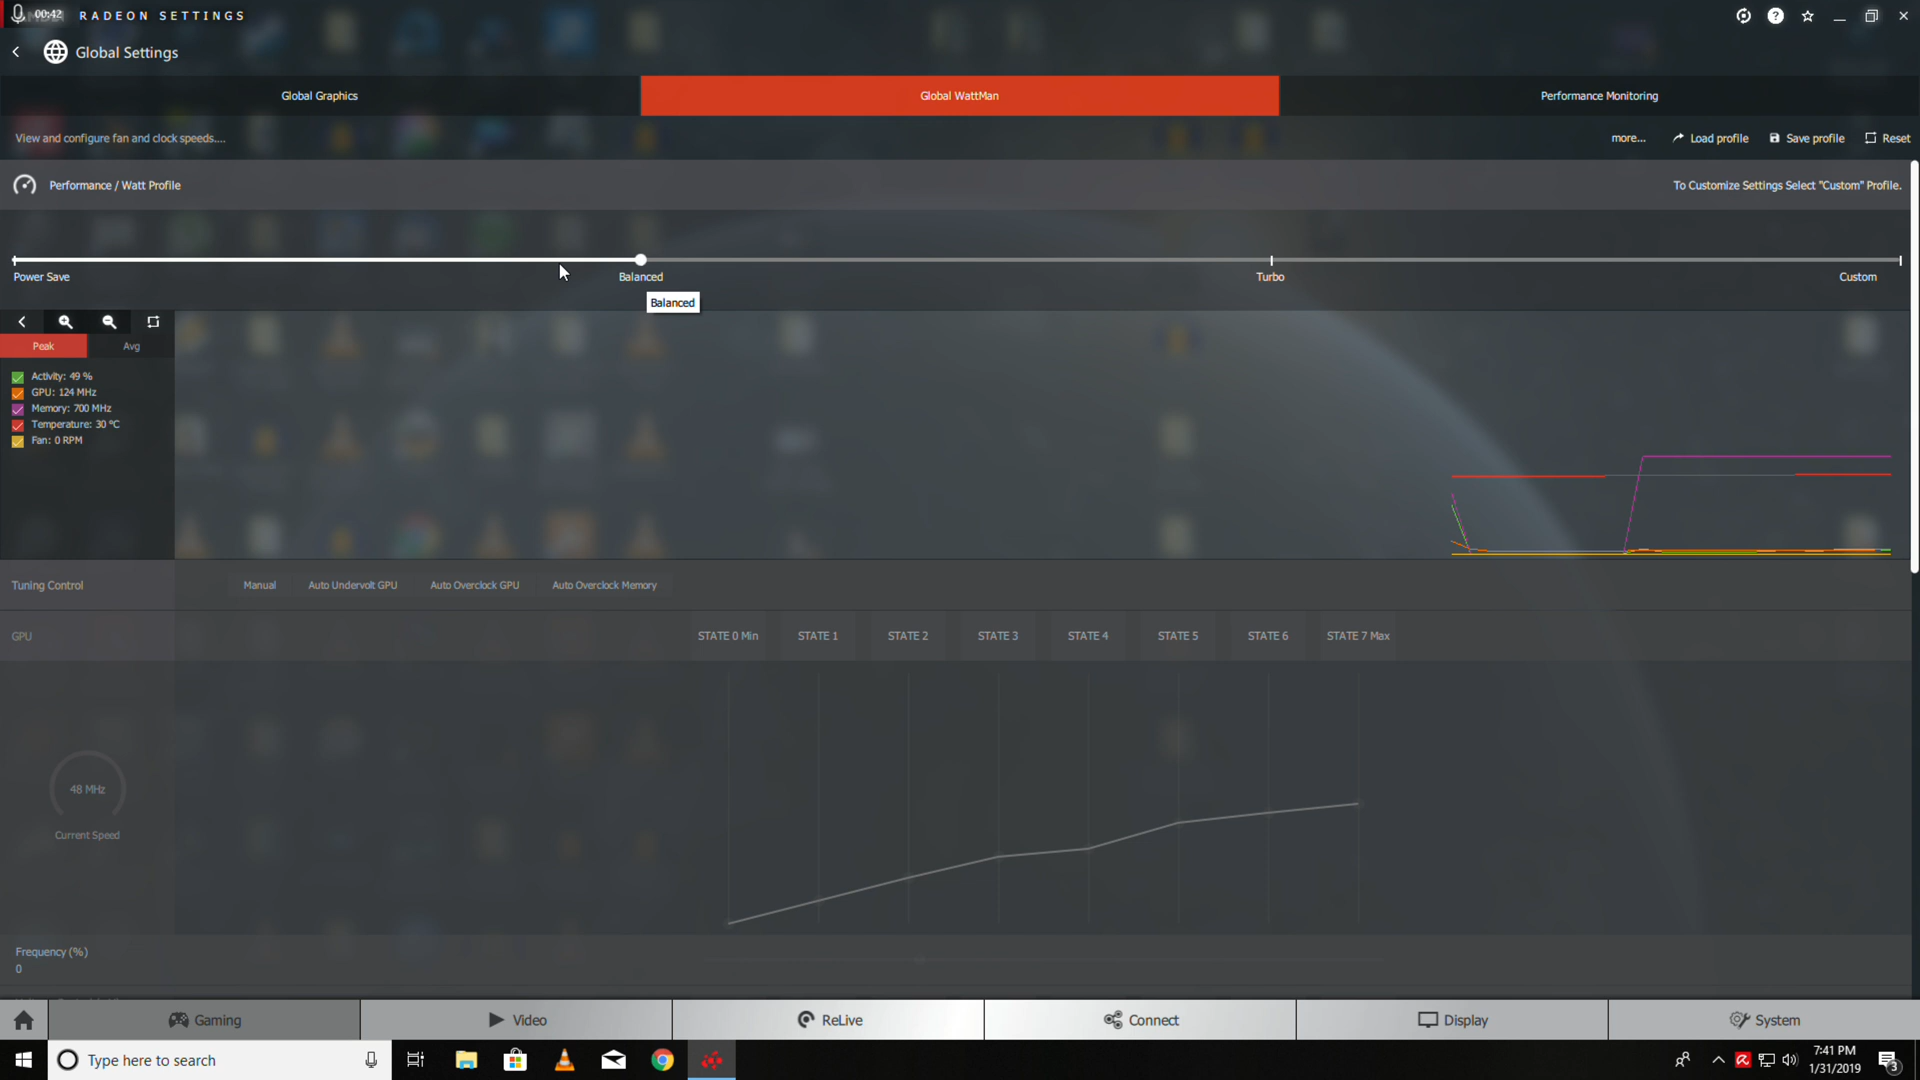 00:42 RADEON SETTINGS
Global Settings
Global Graphics Global WattMan Performance Monitoring
View and configure fan and clock speeds.... more... Load profile Save profile Reset
Performance / Watt Profile To Customize Settings Select "Custom" Profile.
Power Save Balanced Turbo Custom
Balanced
Peak Avg
Activity: 49 %
GPU: 124 MHz
Memory: 700 MHz
Temperature: 30 °C
Fan: 0 RPM
Tuning Control Manual Auto Undervolt GPU Auto Overclock GPU Auto Overclock Memory
GPU STATE 0 Min STATE 1 STATE 2 STATE 3 STATE 4 STATE 5 STATE 6 STATE 7 Max
48 MHz
Current Speed
Frequency (%)
0
Gaming Video ReLive Connect Display System
Type here to search 7:41 PM
1/31/2019 3